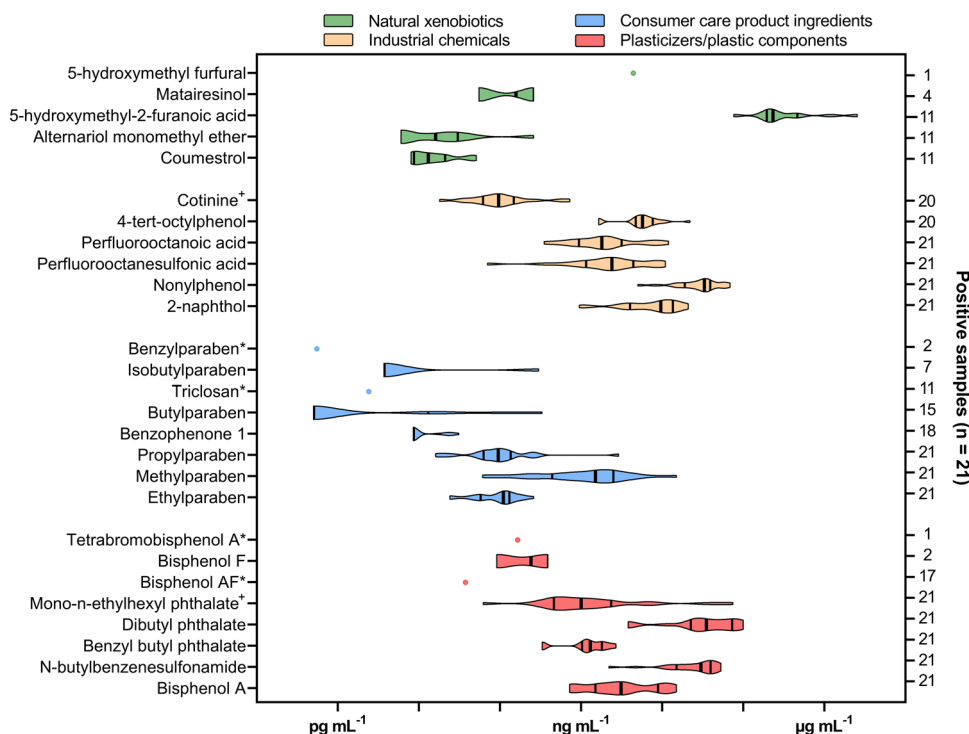 Natural xenobiotics
Consumer care product ingredients
Industrial chemicals
Plasticizers/plastic components
5-hydroxymethyl furfural 1
Matairesinol 4
5-hydroxymethyl-2-furanoic acid 11
Alternariol monomethyl ether 11
Coumestrol 11
Cotinine⁺ 20
4-tert-octylphenol 20
Perfluorooctanoic acid 21
Perfluorooctanesulfonic acid 21
Nonylphenol 21
2-naphthol 21
Benzylparaben* 2
Isobutylparaben 7
Triclosan* 11
Butylparaben 15
Benzophenone 1 18
Propylparaben 21
Methylparaben 21
Ethylparaben 21
Tetrabromobisphenol A* 1
Bisphenol F 2
Bisphenol AF* 17
Mono-n-ethylhexyl phthalate⁺ 21
Dibutyl phthalate 21
Benzyl butyl phthalate 21
N-butylbenzenesulfonamide 21
Bisphenol A 21
Positive samples (n = 21)
pg mL⁻¹ ng mL⁻¹ µg mL⁻¹